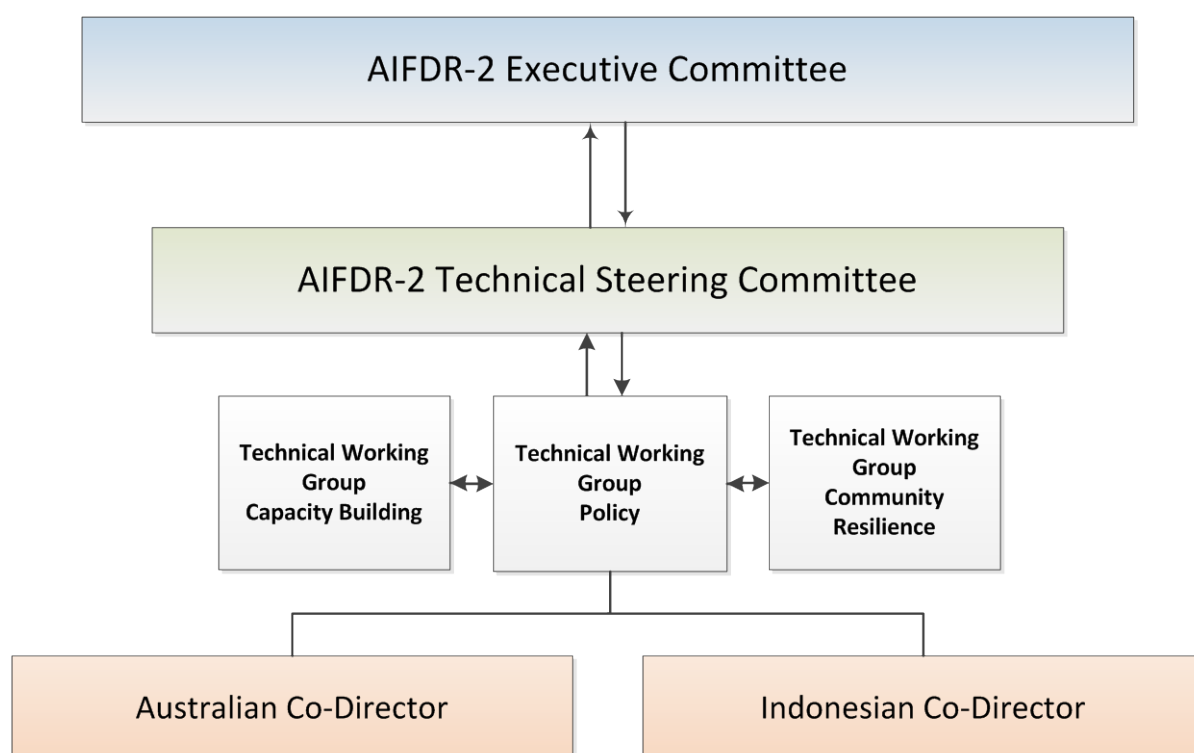 AIFDR-2 Executive Committee
AIFDR-2 Technical Steering Committee
Technical Working
Group
Capacity Building
Technical Working
Group
Policy
Technical Working
Group
Community
Resilience
Australian Co-Director
Indonesian Co-Director